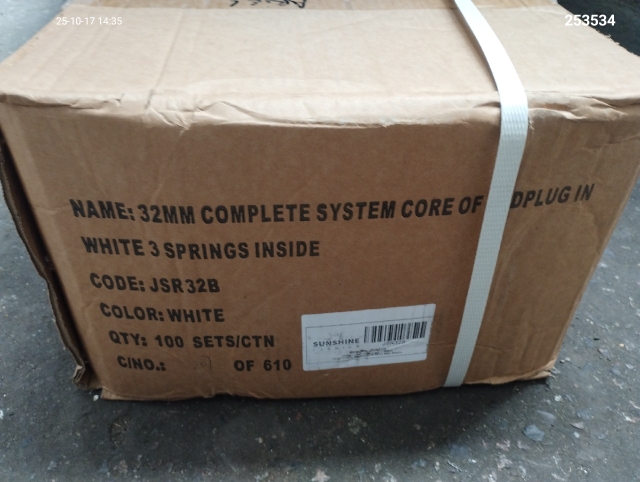 25-10-17 14:35
253534
NAME: 32MM COMPLETE SYSTEM CORE OF DPLUG IN
WHITE 3 SPRINGS INSIDE
CODE: JSR32B
COLOR: WHITE
QTY: 100 SETS/CTN
C/NO.: OF 610
SUNSHINE